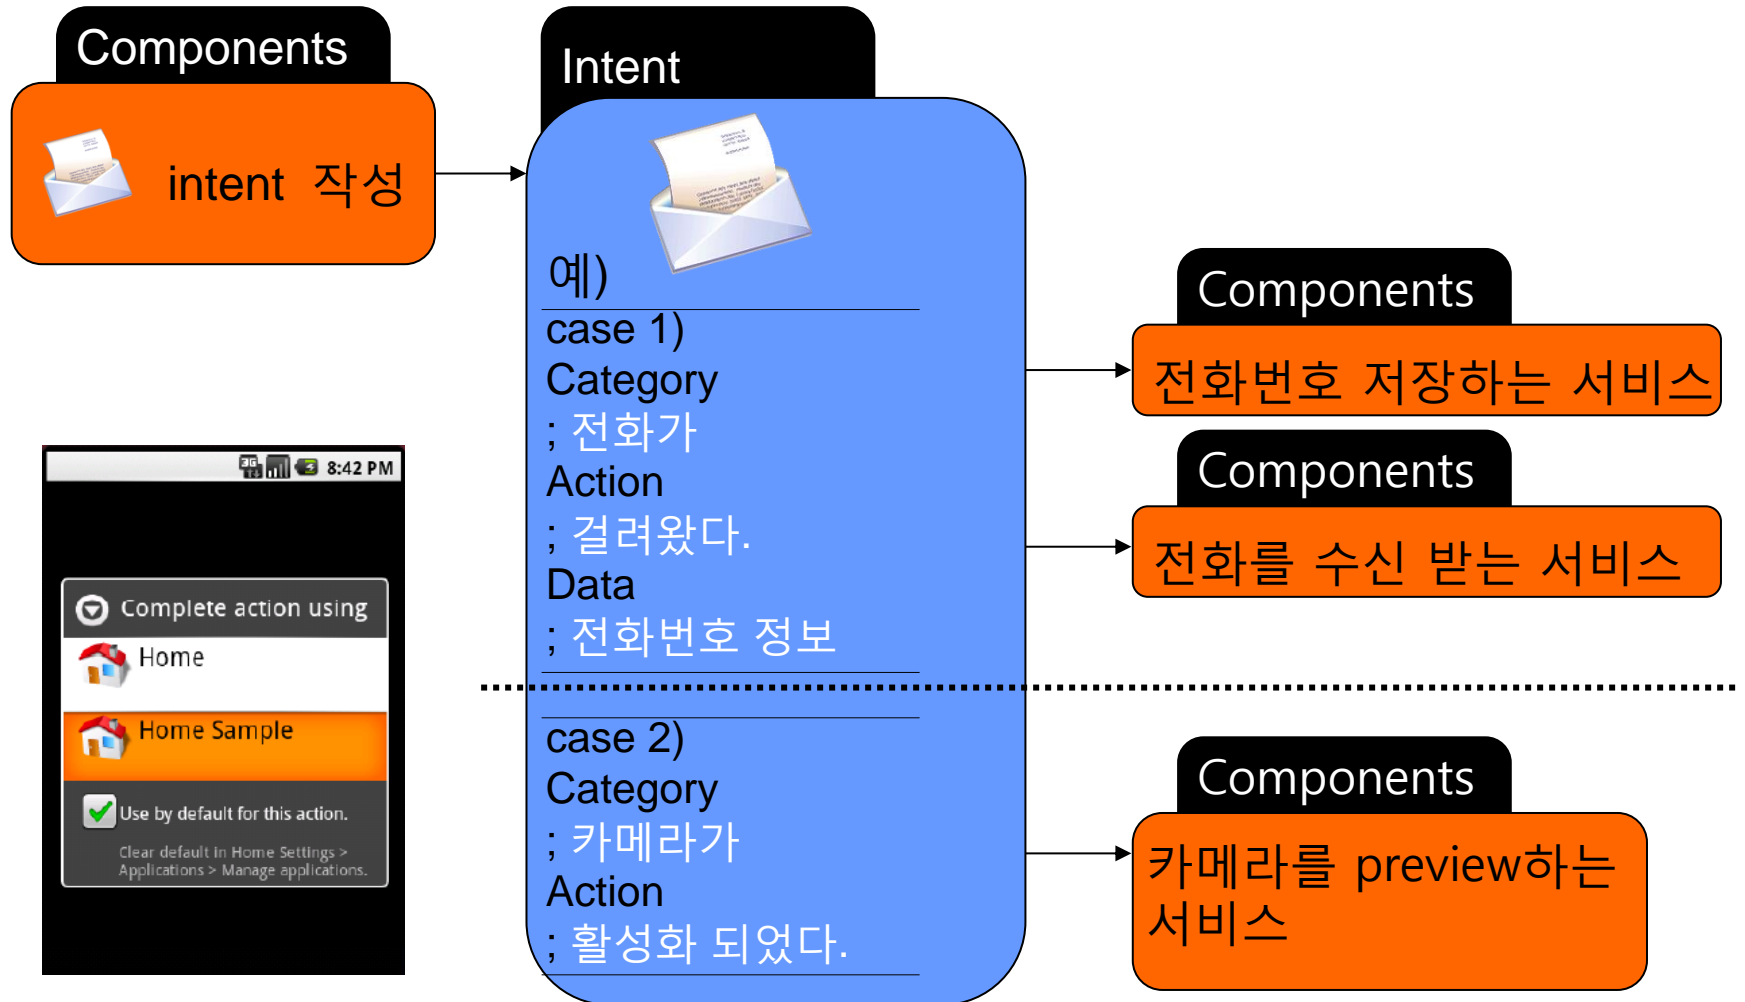 Components
intent 작성
Intent
예)
case 1)
Category
; 전화가
Action
; 걸려왔다.
Data
; 전화번호 정보
case 2)
Category
; 카메라가
Action
; 활성화 되었다.
Components
전화번호 저장하는 서비스
Components
전화를 수신 받는 서비스
Components
카메라를 preview하는
서비스
3G
8:42 PM
Complete action using
Home
Home Sample
Use by default for this action.
Clear default in Home Settings >
Applications > Manage applications.